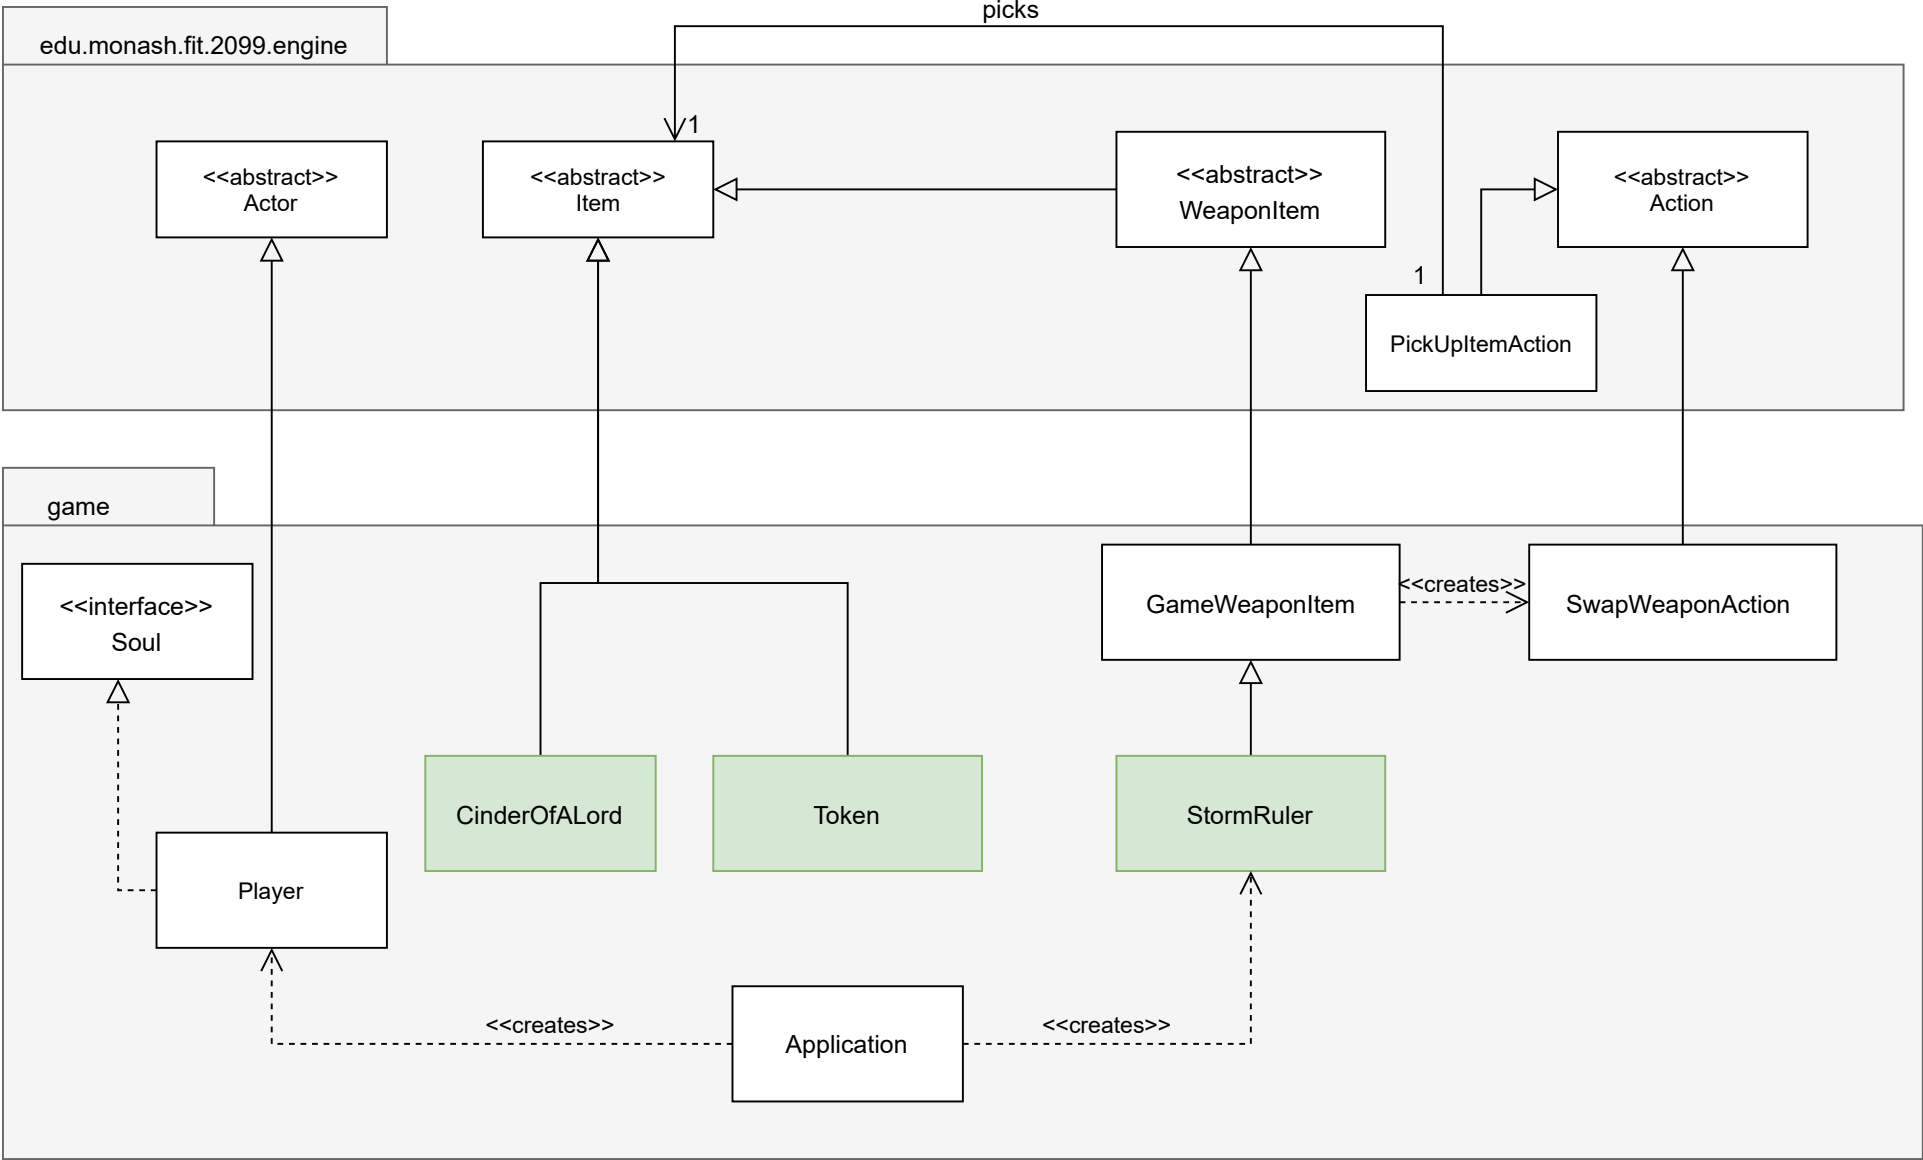 picks
edu.monash.fit.2099.engine
1
<<abstract>>
Actor
<<abstract>>
Item
<<abstract>>
WeaponItem
<<abstract>>
Action
1
PickUpItemAction
game
<<interface>>
Soul
GameWeaponItem
<<creates>>
SwapWeaponAction
CinderOfALord
Token
StormRuler
Player
<<creates>>
<<creates>>
Application